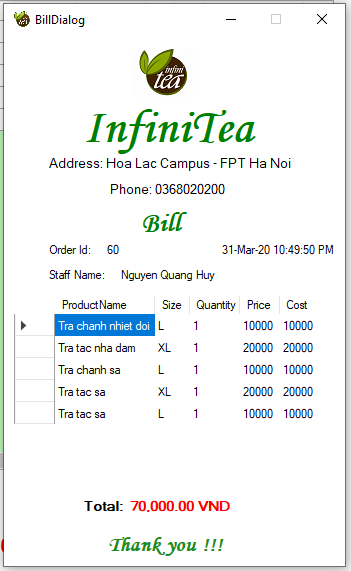 BillDialog
infini
tea
InfiniTea
Address: Hoa Lac Campus - FPT Ha Noi
Phone: 0368020200
Bill
Order Id: 60 31-Mar-20 10:49:50 PM
Staff Name: Nguyen Quang Huy
ProductName Size Quantity Price Cost
Tra chanh nhiet doi L 1 10000 10000
Tra tac nha dam XL 1 20000 20000
Tra chanh sa L 1 10000 10000
Tra tac sa XL 1 20000 20000
Tra tac sa L 1 10000 10000
Total: 70,000.00 VND
Thank you !!!